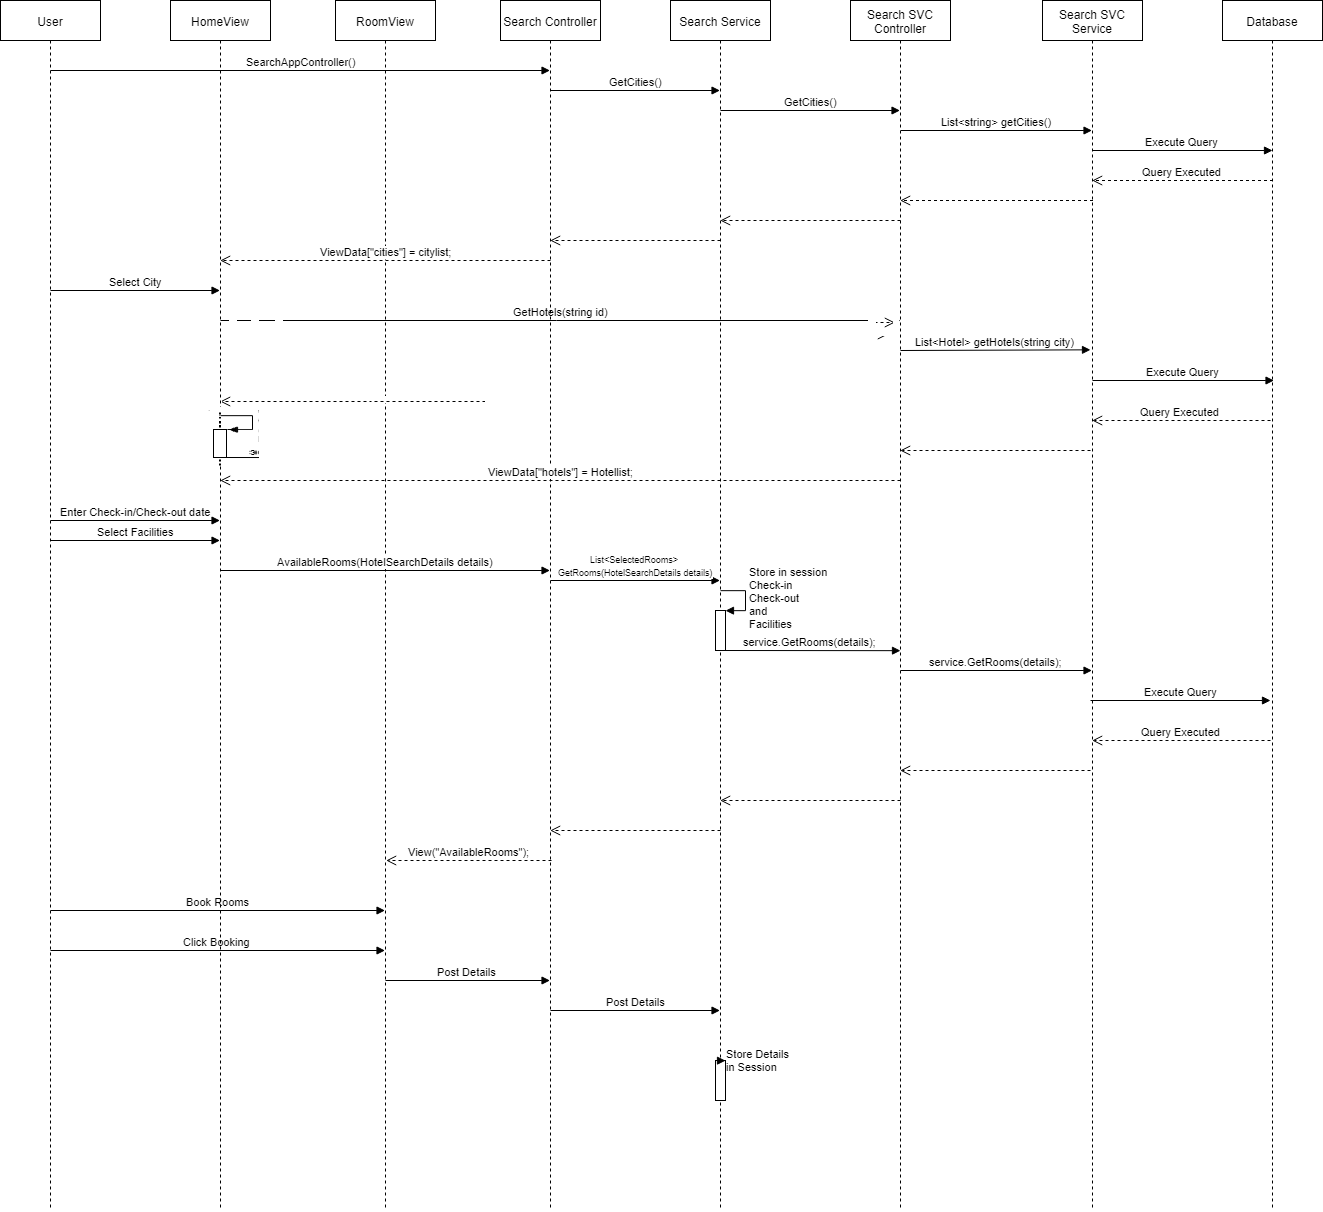 User
HomeView
RoomView
Search Controller
Search Service
Search SVC
Controller
Search SVC
Service
Database
SearchAppController()
GetCities()
GetCities()
List<string> getCities()
Execute Query
Query Executed
ViewData["cities"] = citylist;
Select City
GetHotels(string id)
List<Hotel> getHotels(string city)
Execute Query
Query Executed
ViewData["hotels"] = Hotellist;
Enter Check-in/Check-out date
Select Facilities
AvailableRooms(HotelSearchDetails details)
List<SelectedRooms>
GetRooms(HotelSearchDetails details)
Store in session
Check-in
Check-out
and
Facilities
service.GetRooms(details);
service.GetRooms(details);
Execute Query
Query Executed
View("AvailableRooms");
Book Rooms
Click Booking
Post Details
Post Details
Store Details
in Session